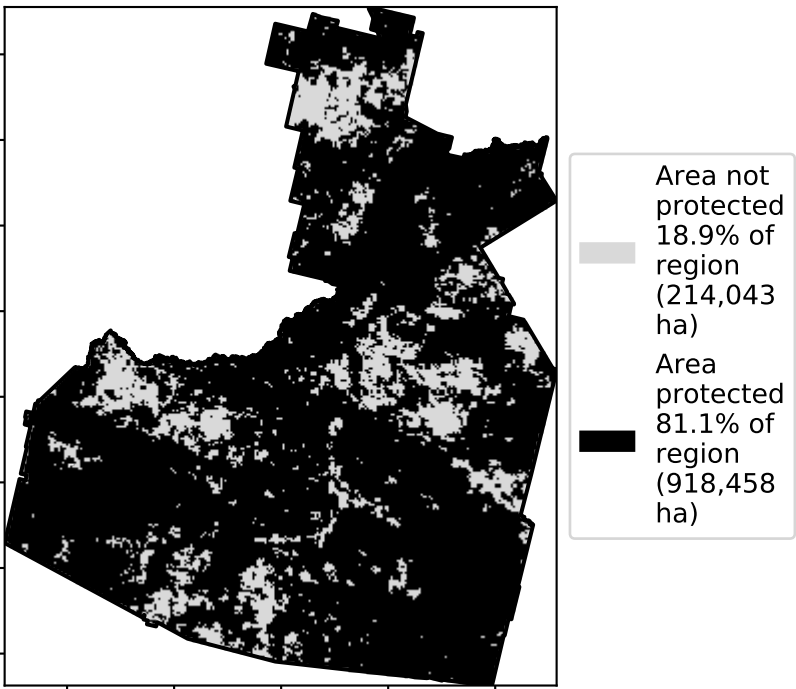 Area not
protected
18.9% of
region
(214,043
ha)
Area
protected
81.1% of
region
(918,458
ha)